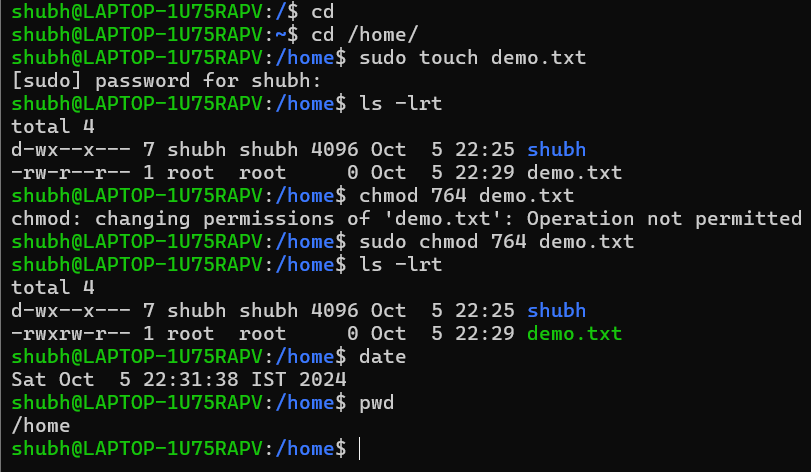 shubh@LAPTOP-1U75RAPV:/$ cd
shubh@LAPTOP-1U75RAPV:~$ cd /home/
shubh@LAPTOP-1U75RAPV:/home$ sudo touch demo.txt
[sudo] password for shubh:
shubh@LAPTOP-1U75RAPV:/home$ ls -lrt
total 4
d-wx--x--- 7 shubh shubh 4096 Oct  5 22:25 shubh
-rw-r--r-- 1 root  root     0 Oct  5 22:29 demo.txt
shubh@LAPTOP-1U75RAPV:/home$ chmod 764 demo.txt
chmod: changing permissions of 'demo.txt': Operation not permitted
shubh@LAPTOP-1U75RAPV:/home$ sudo chmod 764 demo.txt
shubh@LAPTOP-1U75RAPV:/home$ ls -lrt
total 4
d-wx--x--- 7 shubh shubh 4096 Oct  5 22:25 shubh
-rwxrw-r-- 1 root  root     0 Oct  5 22:29 demo.txt
shubh@LAPTOP-1U75RAPV:/home$ date
Sat Oct  5 22:31:38 IST 2024
shubh@LAPTOP-1U75RAPV:/home$ pwd
/home
shubh@LAPTOP-1U75RAPV:/home$